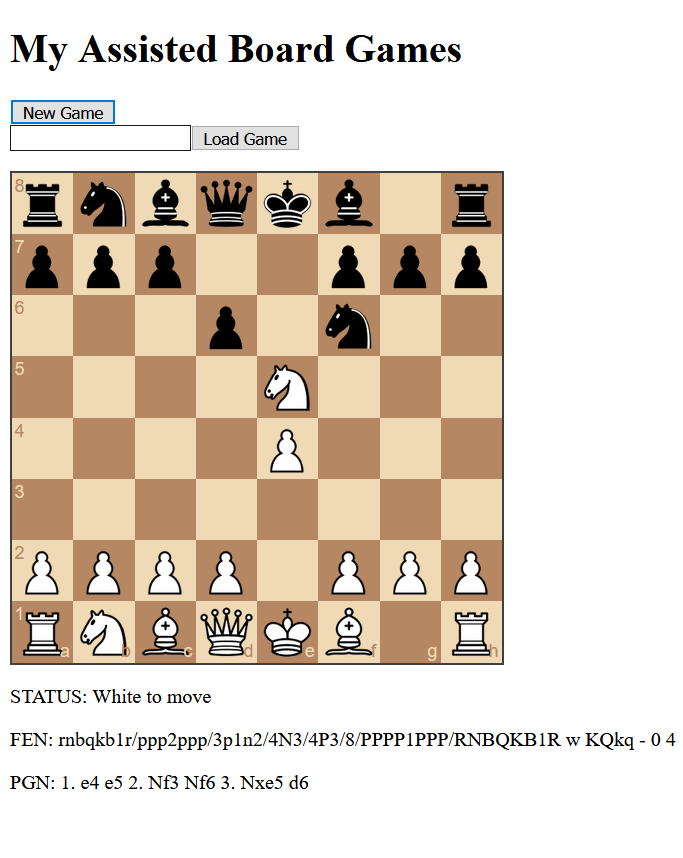 My Assisted Board Games
New Game
Load Game
8
7
6
5
4
3
2
1
a b c d e f g h
STATUS: White to move
FEN: rnbqkb1r/ppp2ppp/3p1n2/4N3/4P3/8/PPPP1PPP/RNBQKB1R w KQkq - 0 4
PGN: 1. e4 e5 2. Nf3 Nf6 3. Nxe5 d6